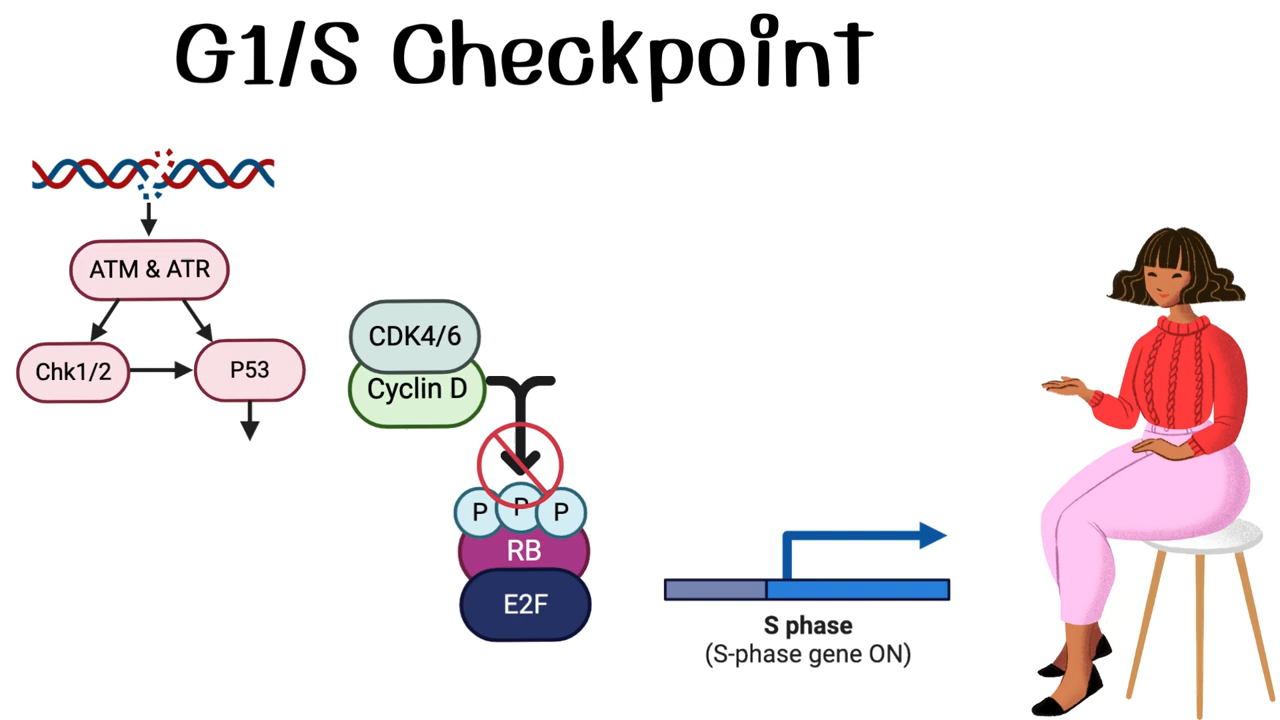 G1/S Checkpoint
ATM & ATR
Chk1/2
P53
CDK4/6
Cyclin D
P
P
P
RB
E2F
S phase
(S-phase gene ON)